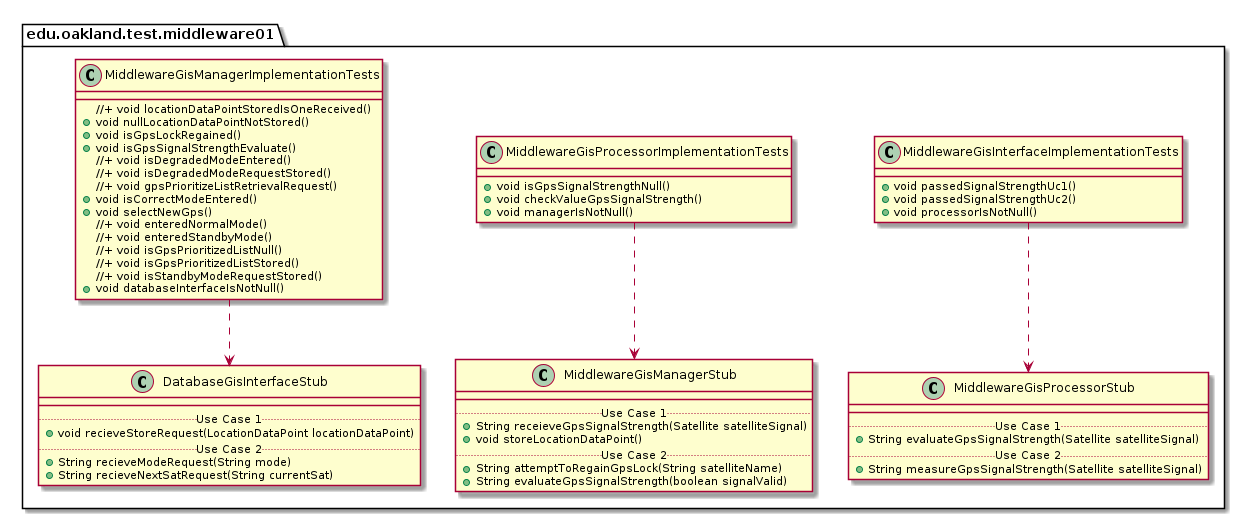 edu.oakland.test.middleware01
C MiddlewareGisManagerImplementationTests
//+ void locationDataPointStoredIsOneReceived()
void nullLocationDataPointNotStored()
void isGpsLockRegained()
void isGpsSignalStrengthEvaluate()
//+ void isDegradedModeEntered()
//+ void isDegradedModeRequestStored()
//+ void gpsPrioritizeListRetrievalRequest()
void isCorrectModeEntered()
void selectNewGps()
//+ void enteredNormalMode()
//+ void enteredStandbyMode()
//+ void isGpsPrioritizedListNull()
//+ void isGpsPrioritizedListStored()
//+ void isStandbyModeRequestStored()
void databaseInterfaceIsNotNull()
C MiddlewareGisProcessorImplementationTests
void isGpsSignalStrengthNull()
void checkValueGpsSignalStrength()
void managerIsNotNull()
C MiddlewareGisInterfaceImplementationTests
void passedSignalStrengthUc1()
void passedSignalStrengthUc2()
void processorIsNotNull()
C DatabaseGisInterfaceStub
Use Case 1
void recieveStoreRequest(LocationDataPoint locationDataPoint)
Use Case 2
String recieveModeRequest(String mode)
String recieveNextSatRequest(String currentSat)
C MiddlewareGisManagerStub
Use Case 1
String receieveGpsSignalStrength(Satellite satelliteSignal)
void storeLocationDataPoint()
Use Case 2
String attemptToRegainGpsLock(String satelliteName)
String evaluateGpsSignalStrength(boolean signalValid)
C MiddlewareGisProcessorStub
Use Case 1
String evaluateGpsSignalStrength(Satellite satelliteSignal)
Use Case 2
String measureGpsSignalStrength(Satellite satelliteSignal)